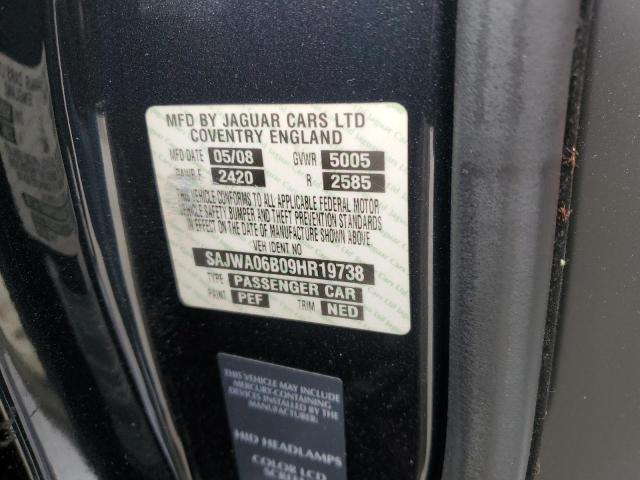 MFD BY JAGUAR CARS LTD
COVENTRY ENGLAND
MFD DATE 05/08 GVWR 5005
GAWR F 2420 R 2585
THIS VEHICLE CONFORMS TO ALL APPLICABLE FEDERAL MOTOR
VEHICLE SAFETY BUMPER AND THEFT PREVENTION STANDARDS
IN EFFECT ON THE DATE OF MANUFACTURE SHOWN ABOVE
VEH IDENT NO
SAJWA06B09HR19738
TYPE PASSENGER CAR
PAINT PEF TRIM NED
THIS VEHICLE MAY INCLUDE
MERCURY-CONTAINING
DEVICES INSTALLED BY THE
MANUFACTURER:
HID HEADLAMPS
COLOR LCD